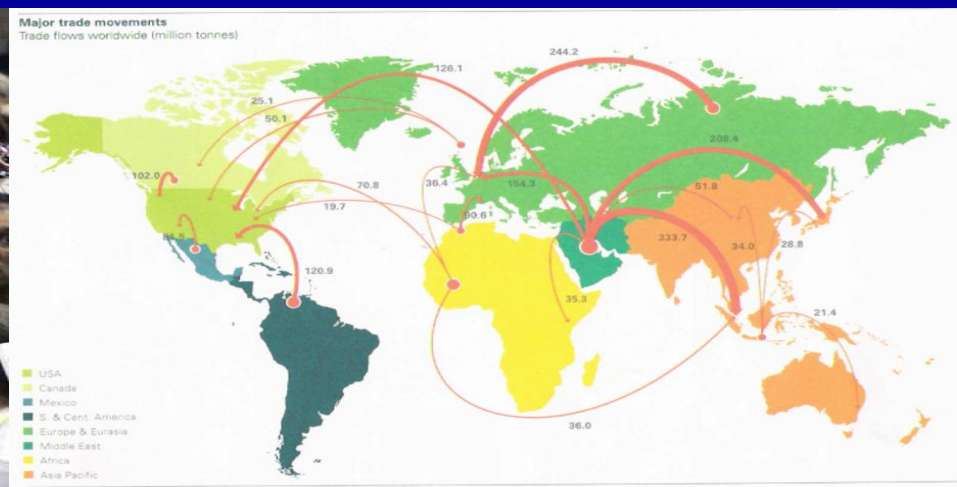 Major trade movements
Trade flows worldwide (million tonnes)
244.2
126.1
25.1
50.1
208.4
102.0
70.8
36.4
154.3
51.8
19.7
333.7
34.0
28.8
120.9
35.3
21.4
36.0
USA
Canada
Mexico
S. & Cent. America
Europe & Eurasia
Middle East
Africa
Asia Pacific